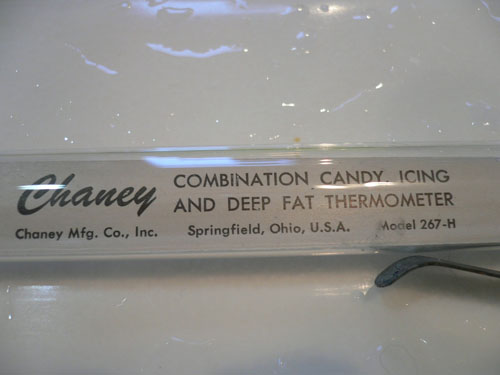 Chaney COMBINATION CANDY, ICING
AND DEEP FAT THERMOMETER
Chaney Mfg. Co., Inc. Springfield, Ohio, U.S.A. Model 267-H